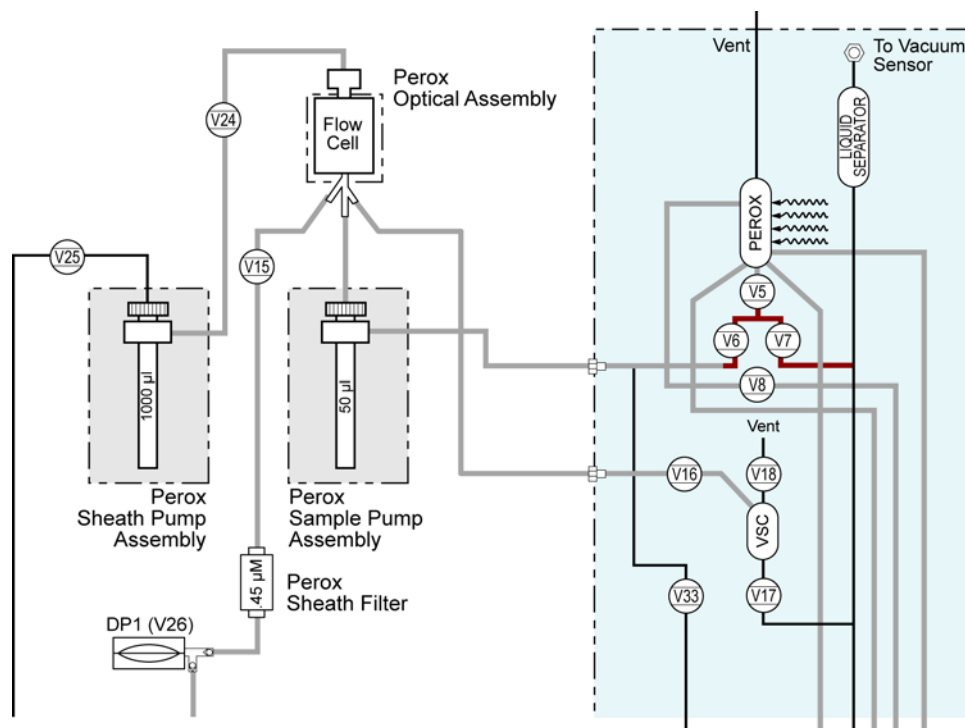 Vent
To Vacuum
Sensor
Perox
Optical Assembly
V24
Flow
Cell
LIQUID
SEPARATOR
PEROX
V25
V15
V5
V6
V7
1000 µl
50 µl
V8
Vent
V16
V18
Perox
Sheath Pump
Assembly
Perox
Sample Pump
Assembly
VSC
.45 µM
Perox
Sheath Filter
V33
V17
DP1 (V26)